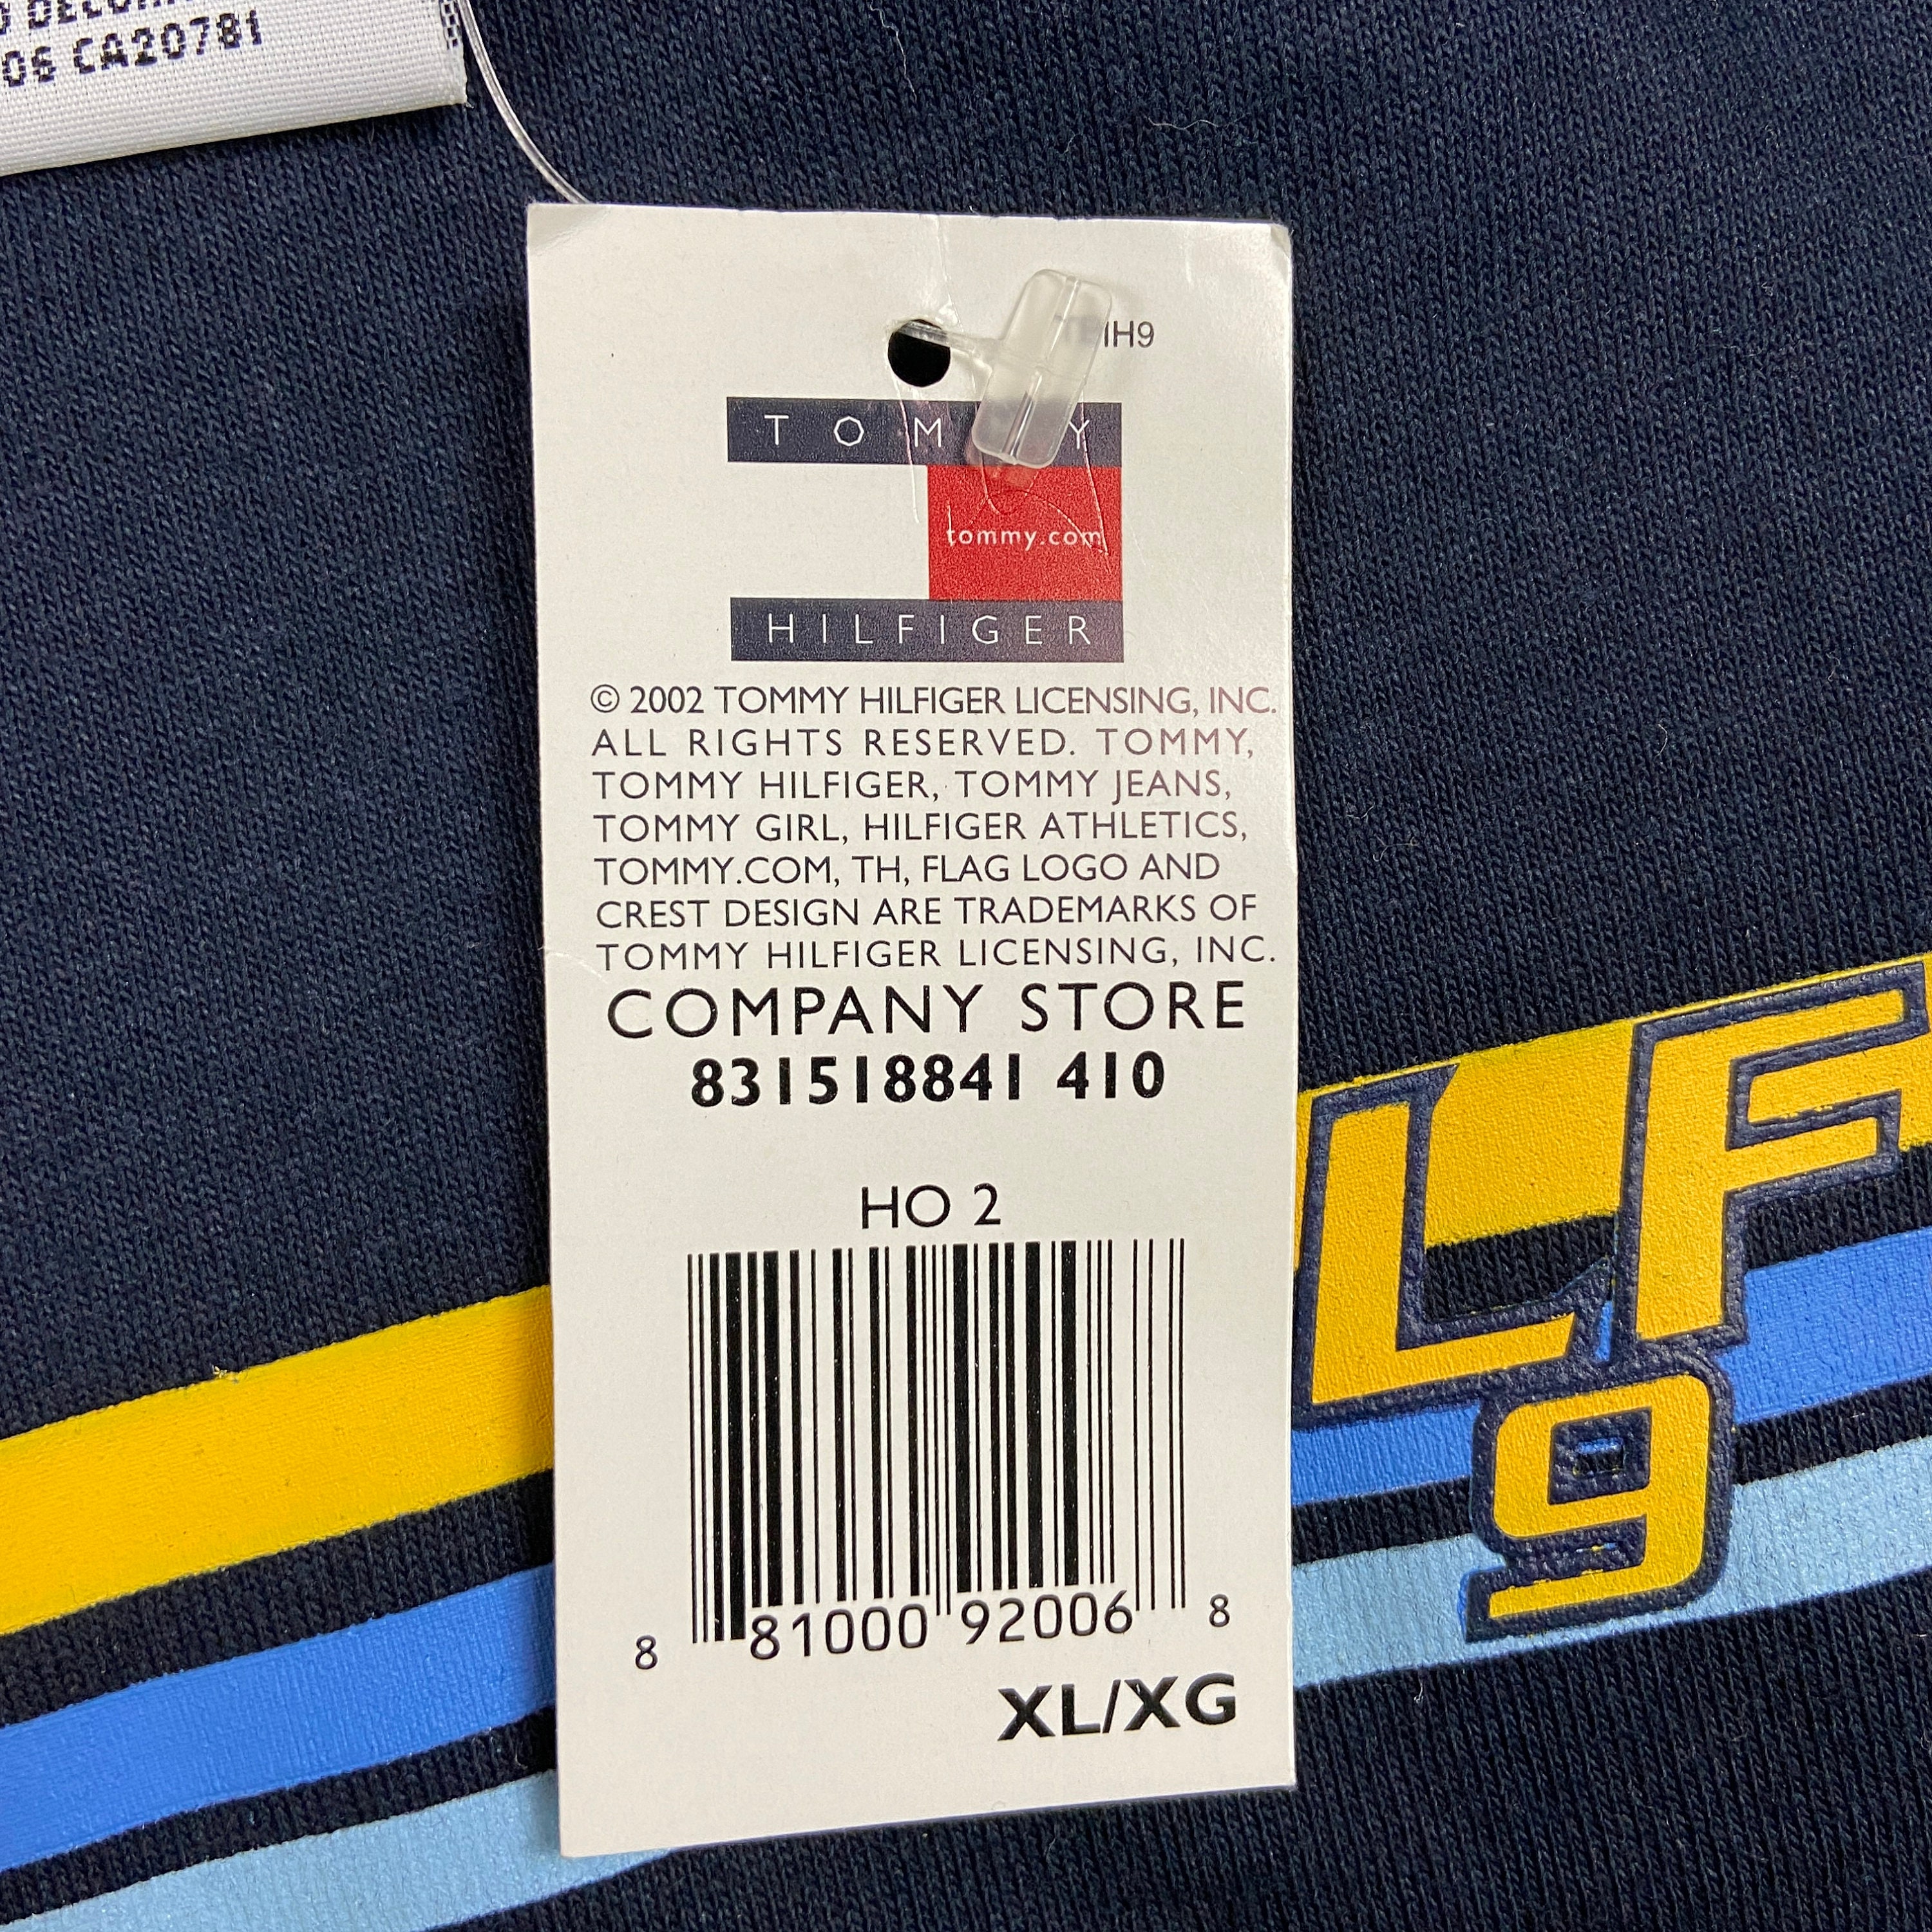 06 CA20781
TOMMY
tommy.com
HILFIGER
© 2002 TOMMY HILFIGER LICENSING, INC.
ALL RIGHTS RESERVED. TOMMY,
TOMMY HILFIGER, TOMMY JEANS,
TOMMY GIRL, HILFIGER ATHLETICS,
TOMMY.COM, TH, FLAG LOGO AND
CREST DESIGN ARE TRADEMARKS OF
TOMMY HILFIGER LICENSING, INC.
COMPANY STORE
831518841 410
HO 2
8 81000 92006 8
XL/XG
LF
9